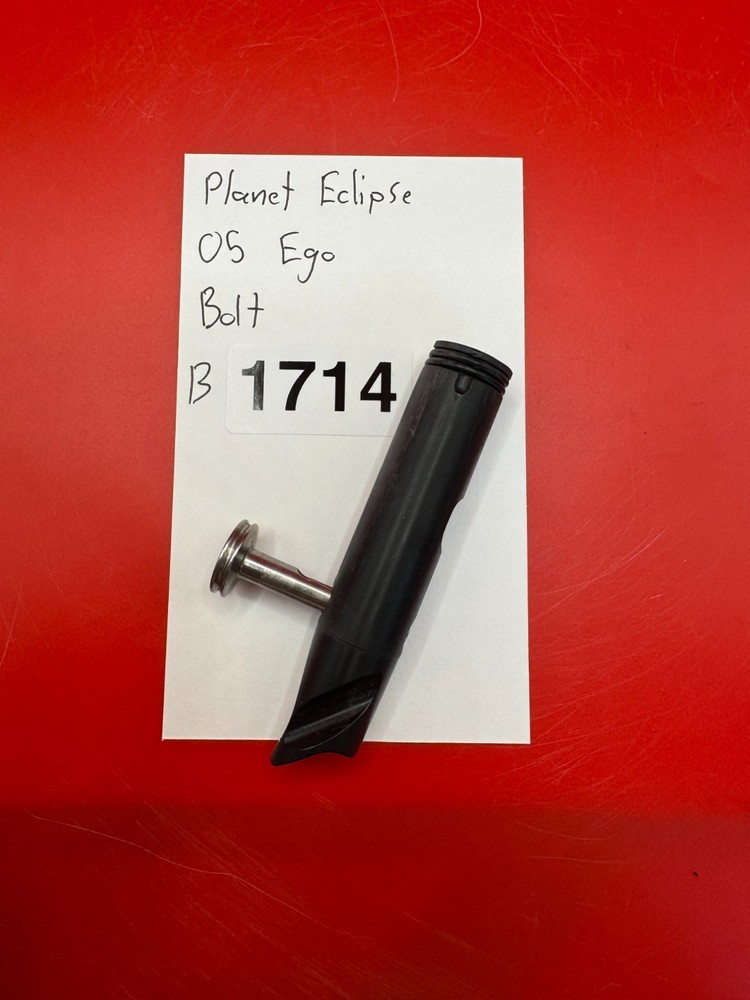 Planet Eclipse
05 Ego
Bolt
B 1714